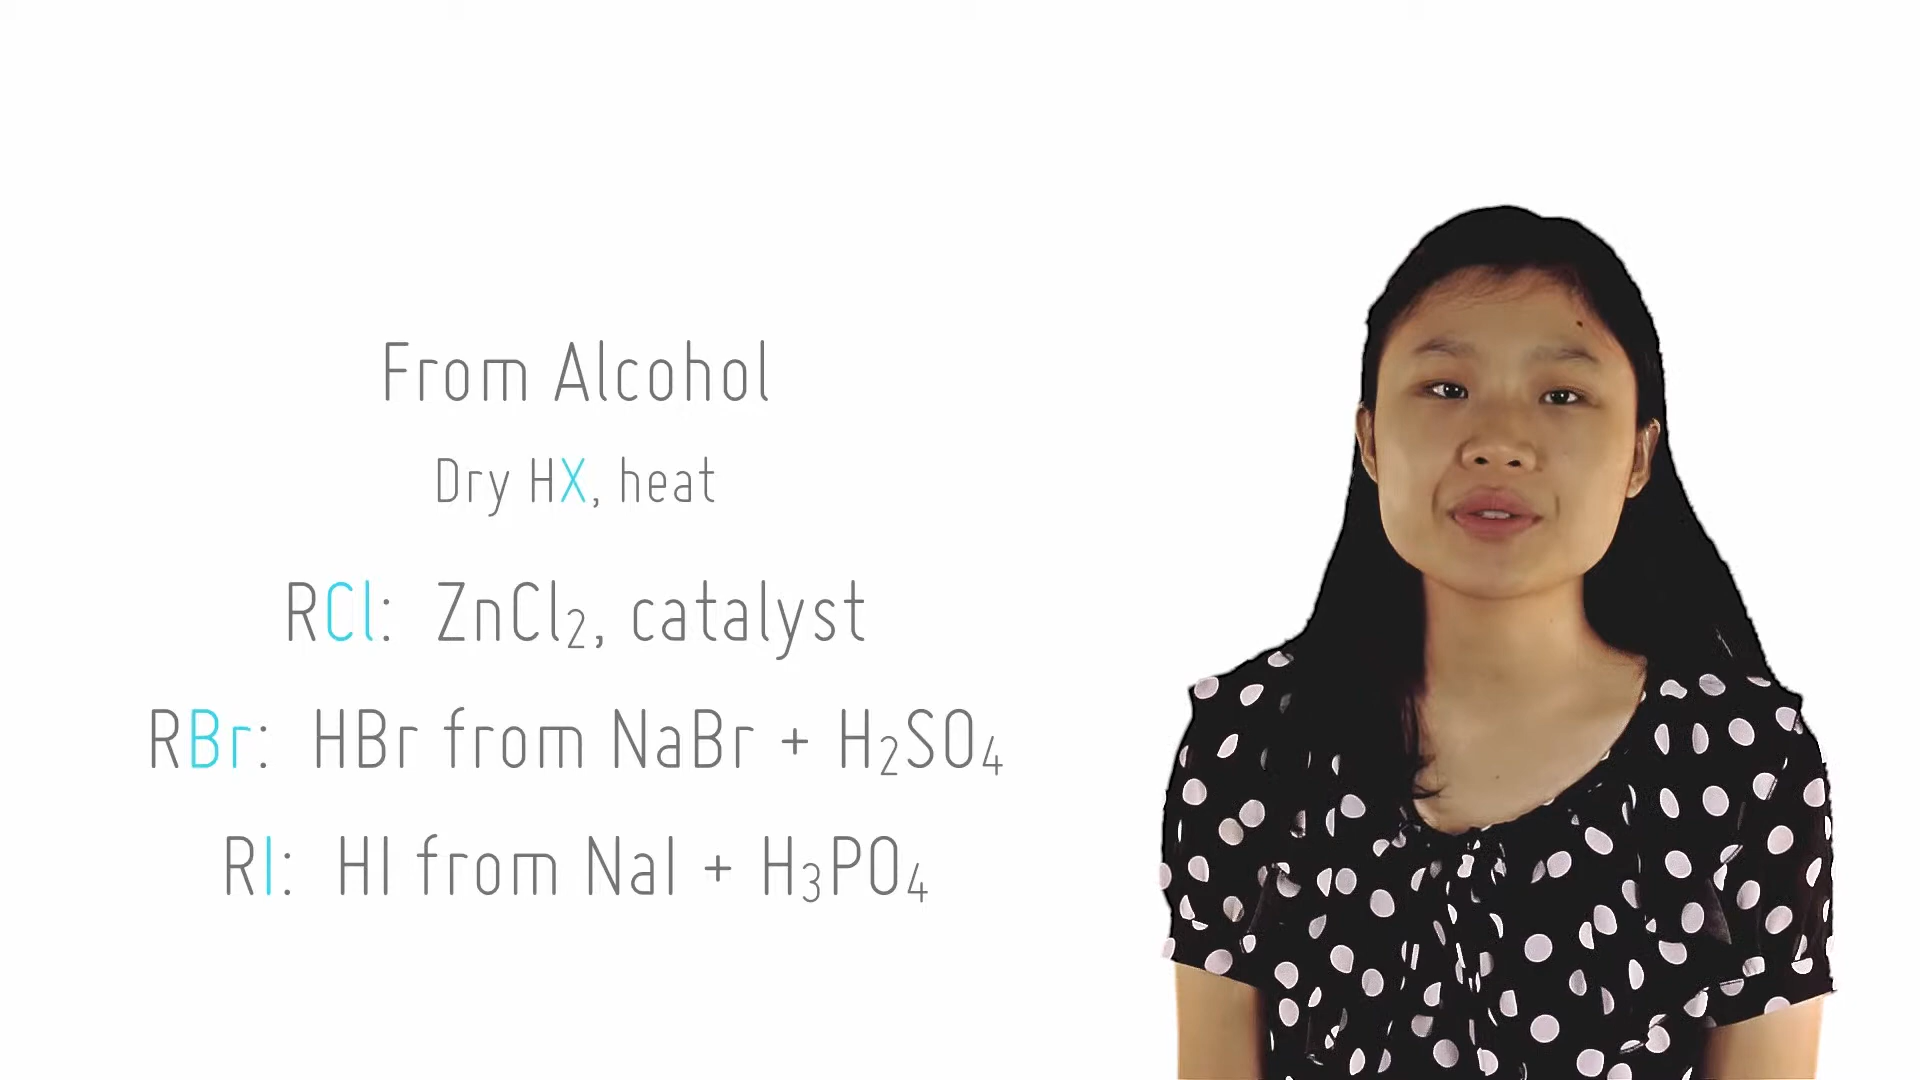 From Alcohol
Dry HX, heat
RCl: ZnCl₂, catalyst
RBr: HBr from NaBr + H₂SO₄
RI: HI from NaI + H₃PO₄